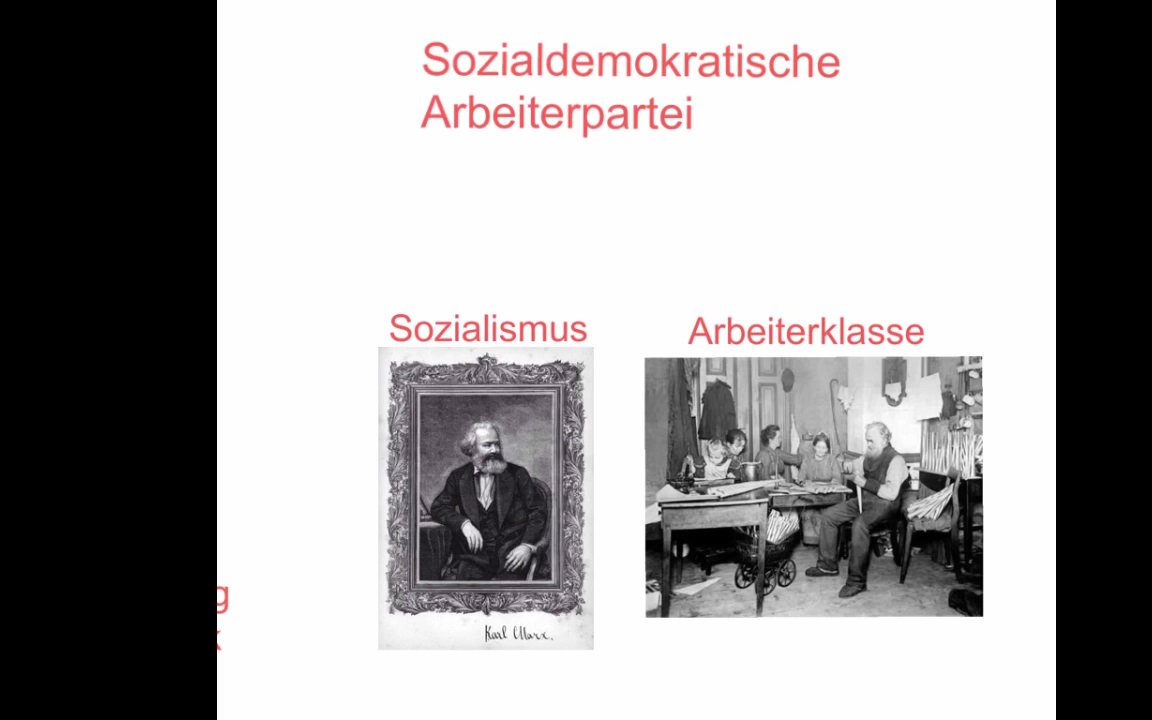 Sozialdemokratische
Arbeiterpartei
Sozialismus
Arbeiterklasse
Karl Marx.